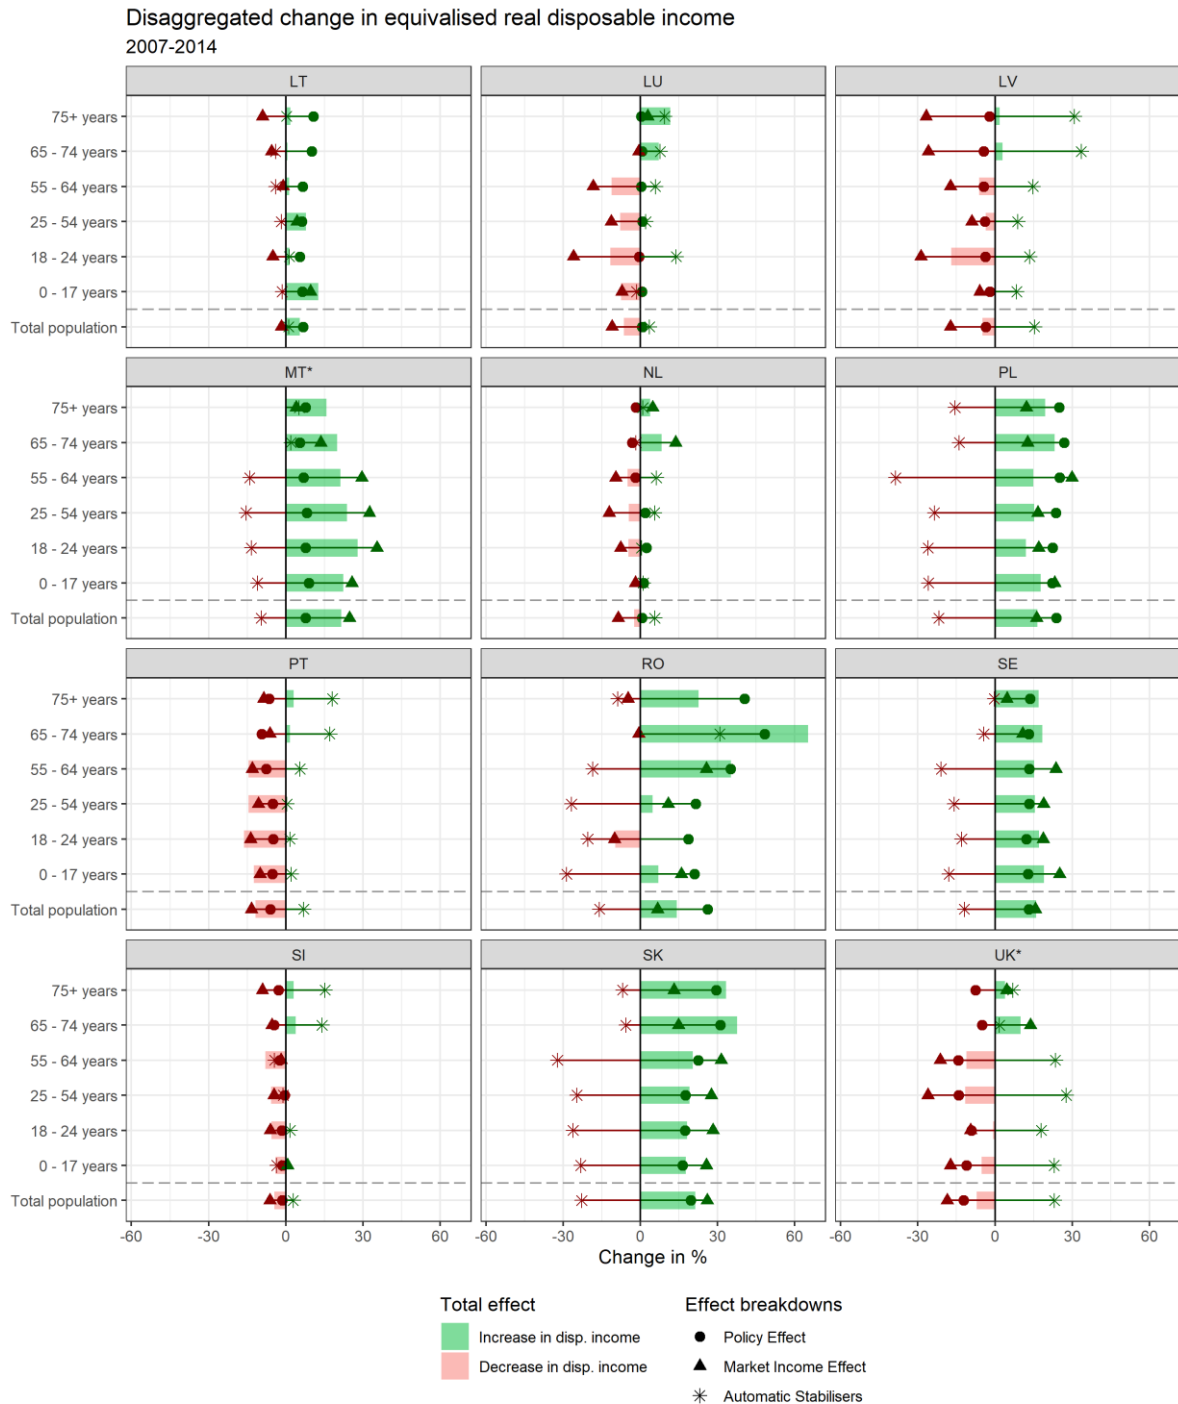 Disaggregated change in equivalised real disposable income
2007-2014
LT LU LV
75+ years
65 - 74 years
55 - 64 years
25 - 54 years
18 - 24 years
0 - 17 years
Total population
MT* NL PL
75+ years
65 - 74 years
55 - 64 years
25 - 54 years
18 - 24 years
0 - 17 years
Total population
PT RO SE
75+ years
65 - 74 years
55 - 64 years
25 - 54 years
18 - 24 years
0 - 17 years
Total population
SI SK UK*
75+ years
65 - 74 years
55 - 64 years
25 - 54 years
18 - 24 years
0 - 17 years
Total population
-60 -30 0 30 60 -60 -30 0 30 60 -60 -30 0 30 60
Change in %
Total effect Effect breakdowns
Increase in disp. income Policy Effect
Decrease in disp. income Market Income Effect
Automatic Stabilisers